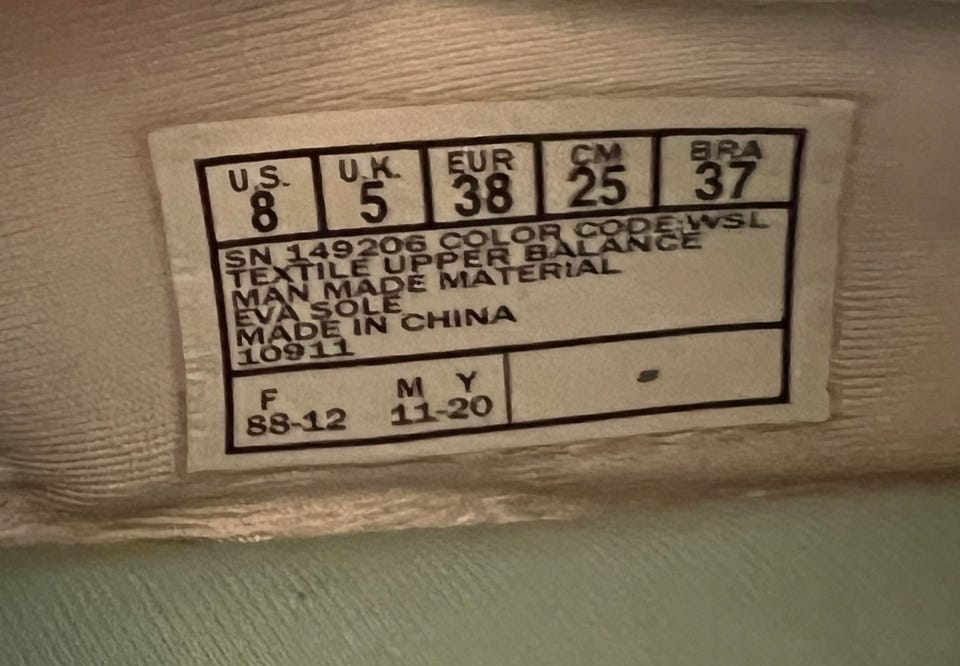 U.S. U.K. EUR CM BRA
8 5 38 25 37
SN 149206 COLOR CODE:WSL
TEXTILE UPPER BALANCE
MAN MADE MATERIAL
EVA SOLE
MADE IN CHINA
10911
F M Y
88-12 11-20